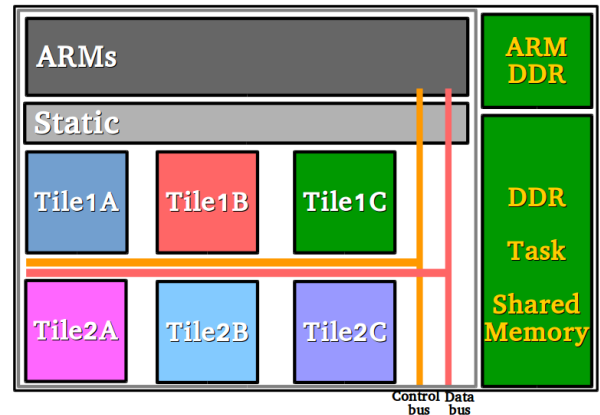 ARMs
ARM
DDR
Static
Tile1A
Tile1B
Tile1C
DDR
Task
Shared
Memory
Tile2A
Tile2B
Tile2C
Control
bus
Data
bus